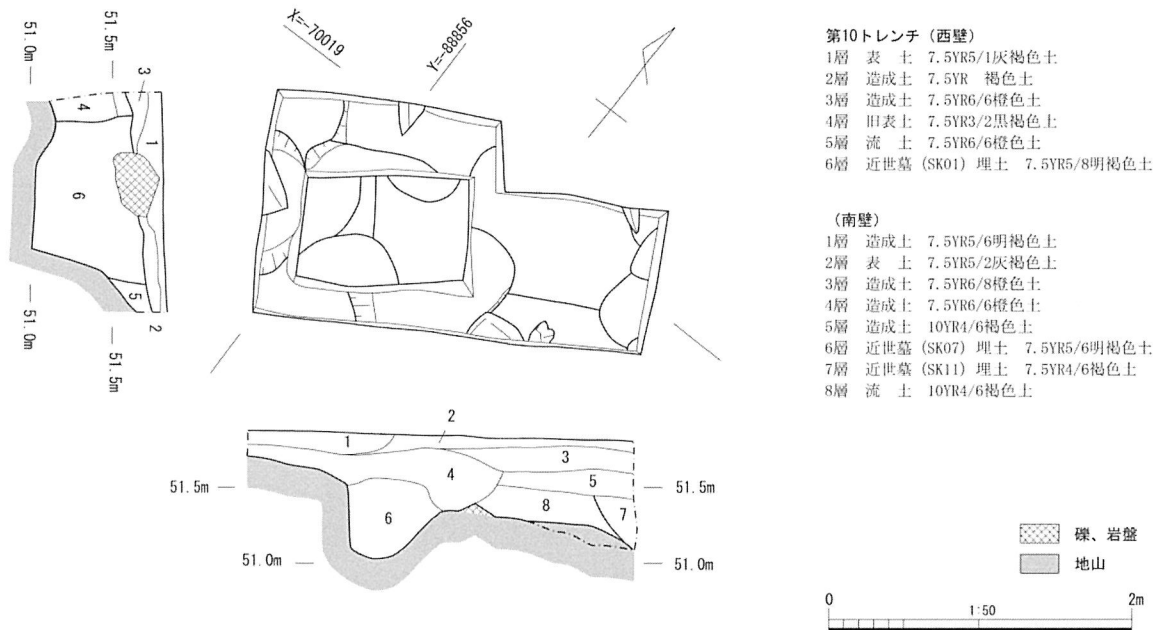 51.0m
51.5m
3
4
1
6
5
2
51.0m
51.5m
X=-70019
Y=-88856
第10トレンチ（西壁）
1層 表　土 7.5YR5/1灰褐色土
2層 造成土 7.5YR 褐色土
3層 造成土 7.5YR6/6橙色土
4層 旧表土 7.5YR3/2黒褐色土
5層 流　土 7.5YR6/6橙色土
6層 近世墓（SK01）埋土 7.5YR5/8明褐色土
（南壁）
1層 造成土 7.5YR5/6明褐色土
2層 表　土 7.5YR5/2灰褐色土
3層 造成土 7.5YR6/8橙色土
4層 造成土 7.5YR6/6橙色土
5層 造成土 10YR4/6褐色土
6層 近世墓（SK07）埋土 7.5YR5/6明褐色土
7層 近世墓（SK11）埋土 7.5YR4/6褐色土
8層 流　土 10YR4/6褐色土
2
1
3
4
5
51.5m
51.5m
6
8
7
51.0m
51.0m
礫、岩盤
地山
0
1:50
2m